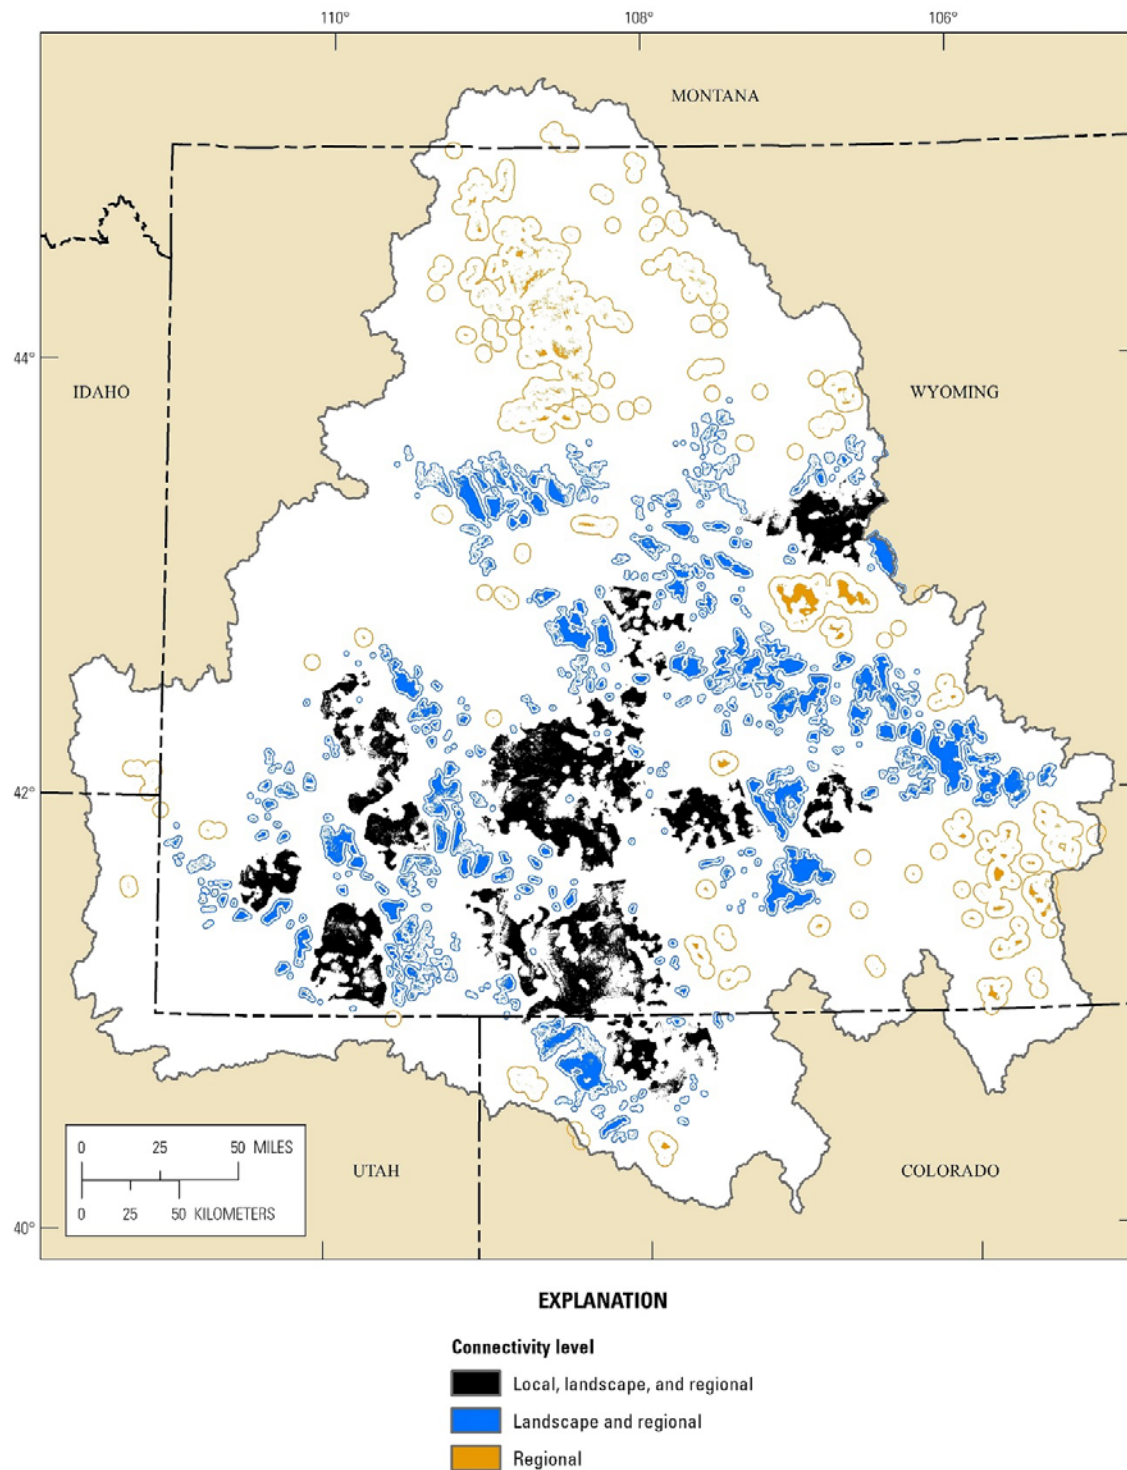 110° 108° 106°
MONTANA
44°
IDAHO WYOMING
42°
0 25 50 MILES
0 25 50 KILOMETERS
UTAH COLORADO
40°
EXPLANATION
Connectivity level
Local, landscape, and regional
Landscape and regional
Regional